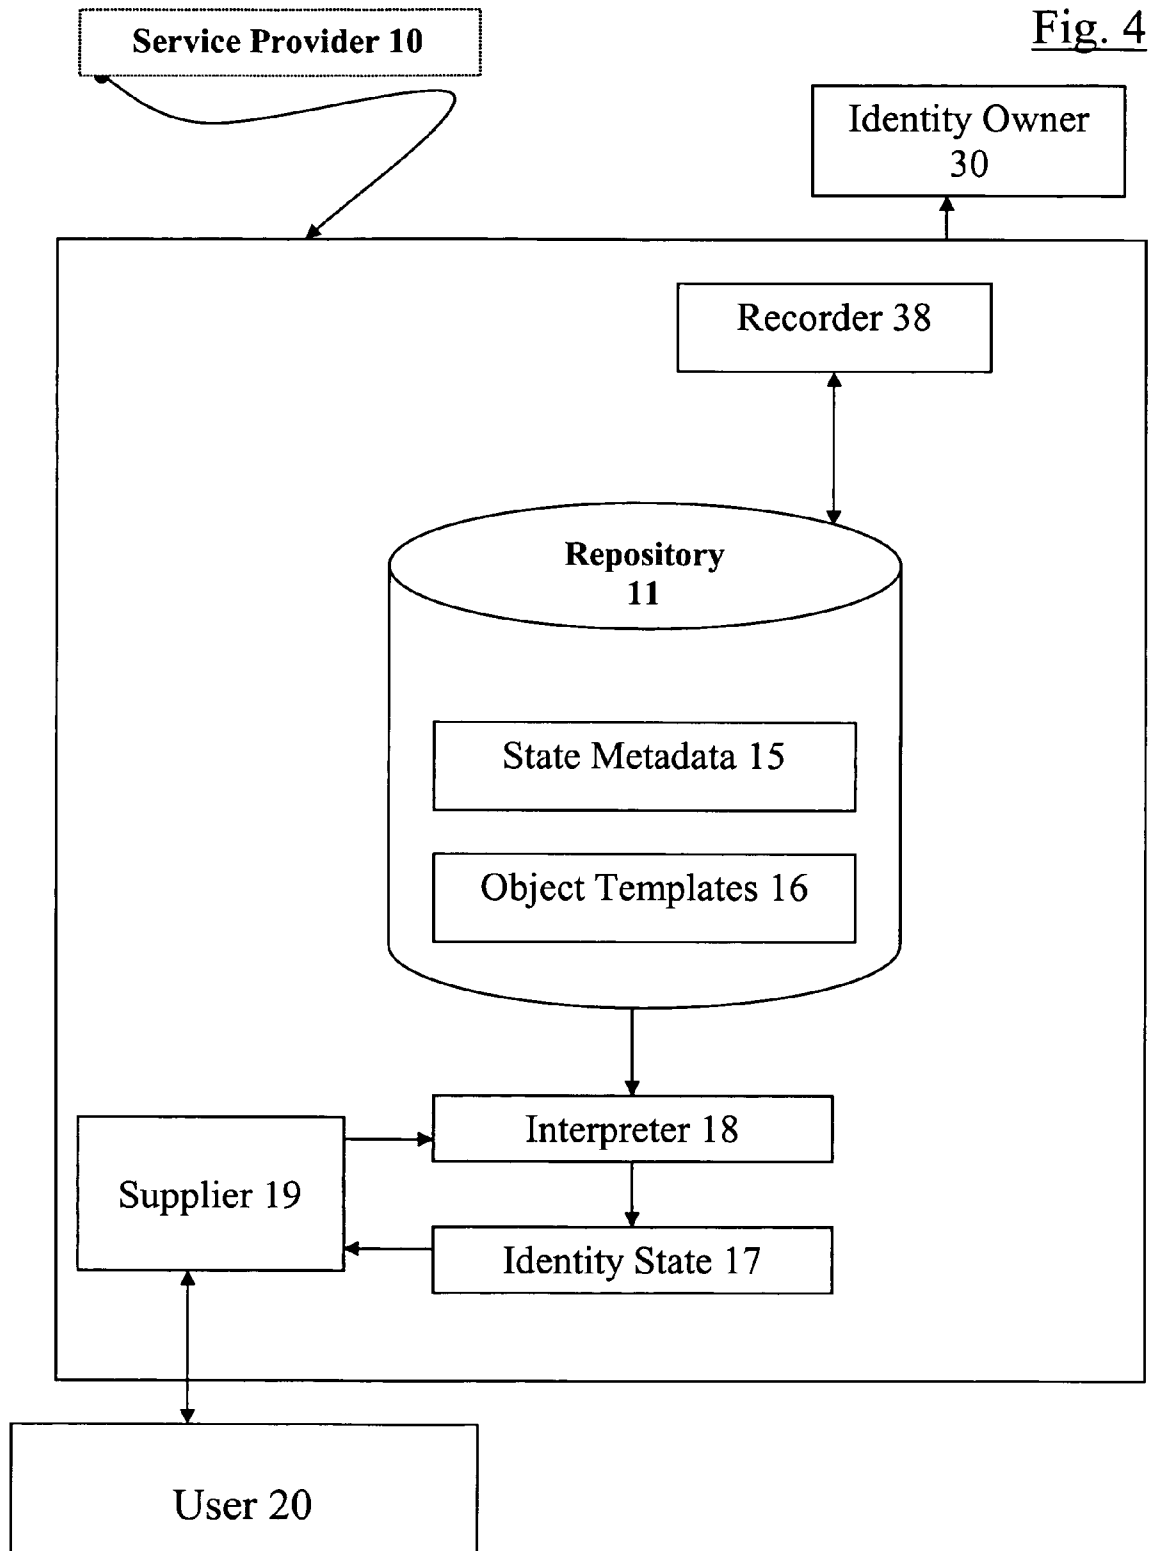 Fig. 4
Service Provider 10
Identity Owner
30
Recorder 38
Repository
11
State Metadata 15
Object Templates 16
Interpreter 18
Supplier 19
Identity State 17
User 20